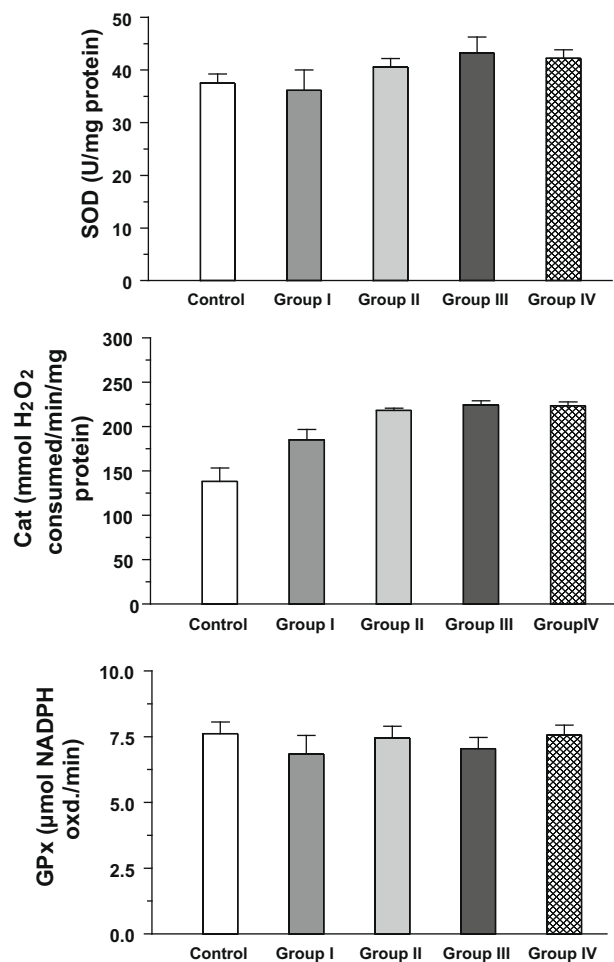 SOD (U/mg protein)
50
40
30
20
10
0
Control Group I Group II Group III Group IV
Cat (mmol H₂O₂
consumed/min/mg
protein)
300
250
200
150
100
50
0
Control Group I Group II Group III GroupIV
GPx (µmol NADPH
oxd./min)
10.0
7.5
5.0
2.5
0.0
Control Group I Group II Group III Group IV